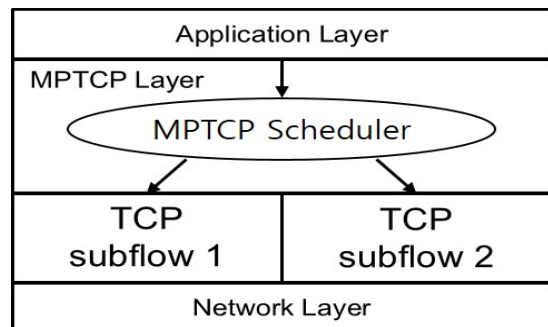 Application Layer
MPTCP Layer
MPTCP Scheduler
TCP
subflow 1
TCP
subflow 2
Network Layer